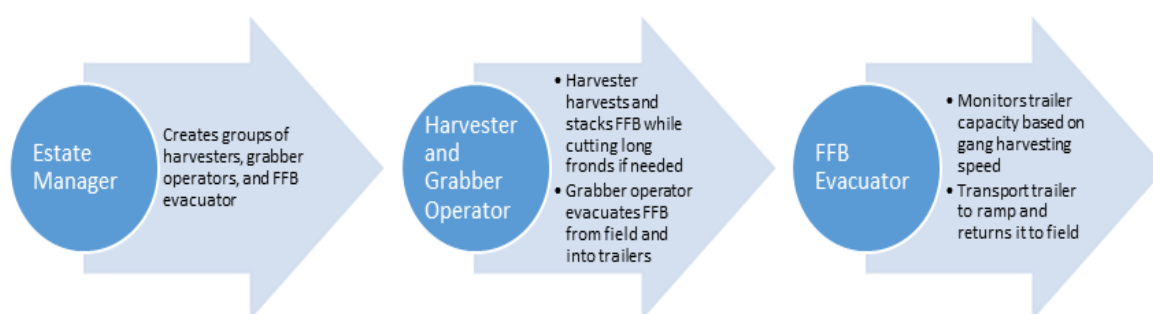 Estate
Manager
Creates groups of
harvesters, grabber
operators, and FFB
evacuator
Harvester
and
Grabber
Operator
• Harvester
harvests and
stacks FFB while
cutting long
fronds if needed
• Grabber operator
evacuates FFB
from field and
into trailers
FFB
Evacuator
• Monitors trailer
capacity based on
gang harvesting
speed
• Transport trailer
to ramp and
returns it to field